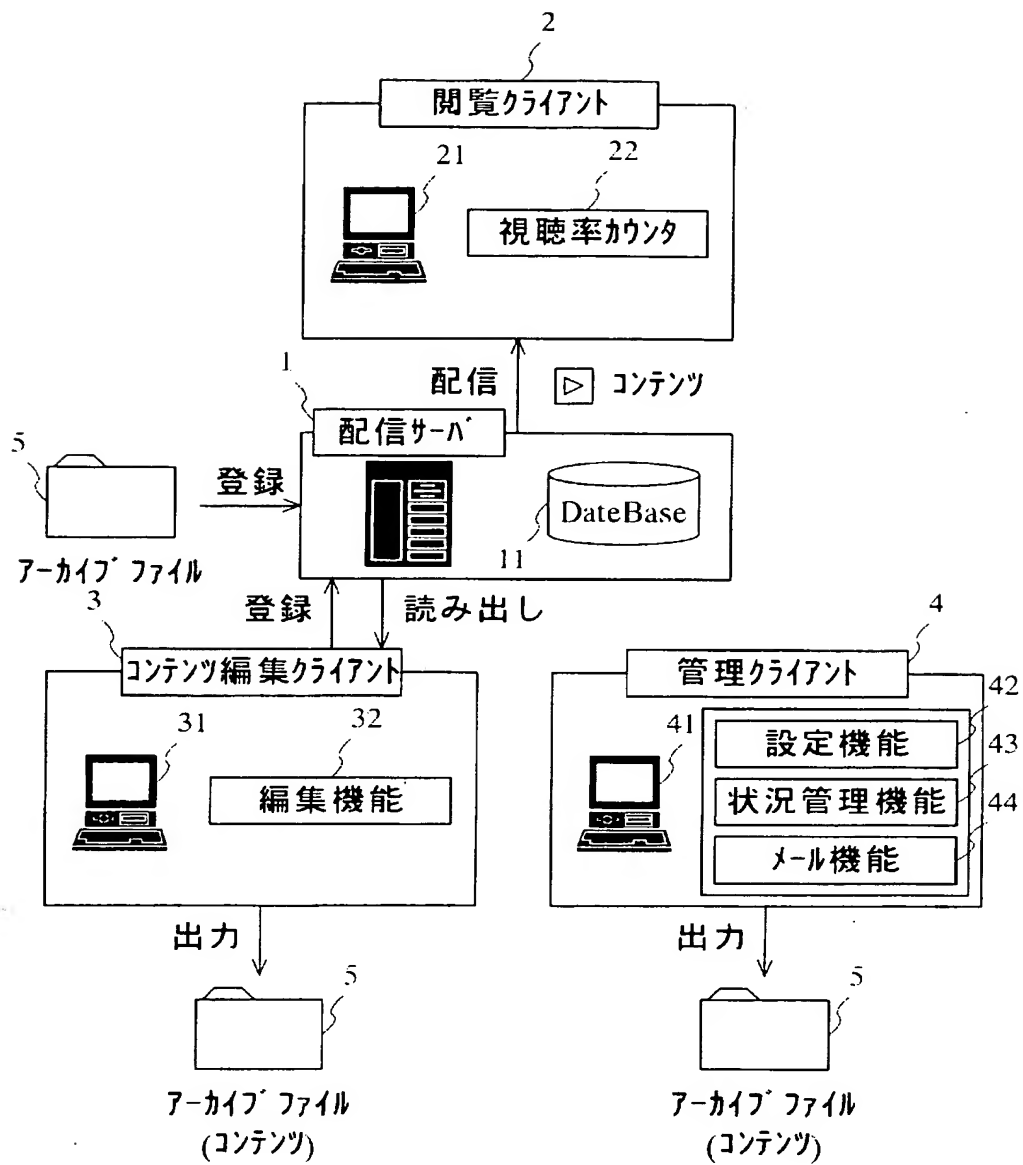 2
閲覧クライアント
21
22
視聴率カウンタ
配信
コンテンツ
1
配信サーバ
5
登録
DateBase
11
アーカイブファイル
登録
読み出し
3
コンテンツ編集クライアント
4
管理クライアント
31
32
編集機能
41
42
設定機能
43
状況管理機能
44
メール機能
出力
出力
5
5
アーカイブファイル
(コンテンツ)
アーカイブファイル
(コンテンツ)